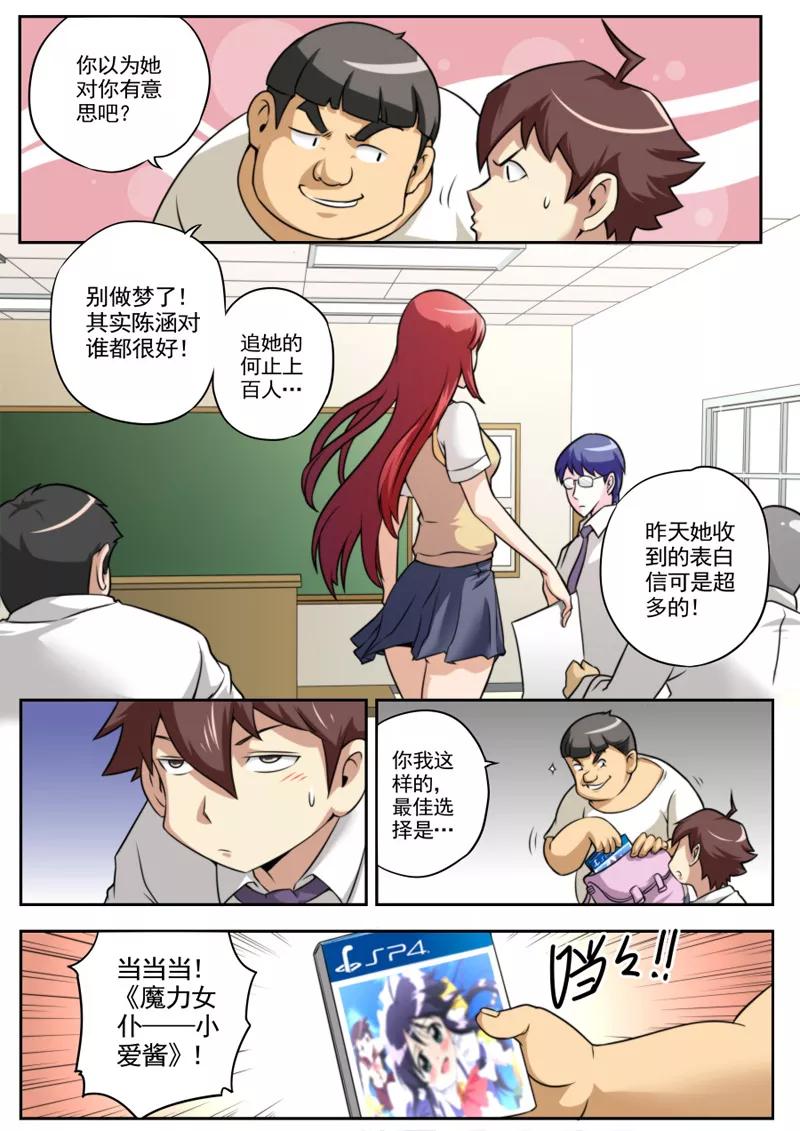 你以为她
对你有意
思吧？
别做梦了！
其实陈涵对
谁都很好！
追她的
何止上
百人…
昨天她收
到的表白
信可是超
多的！
你我这
样的，
最佳选
择是…
当当当！
《魔力女
仆——小
爱酱》！
SP4
当々!!